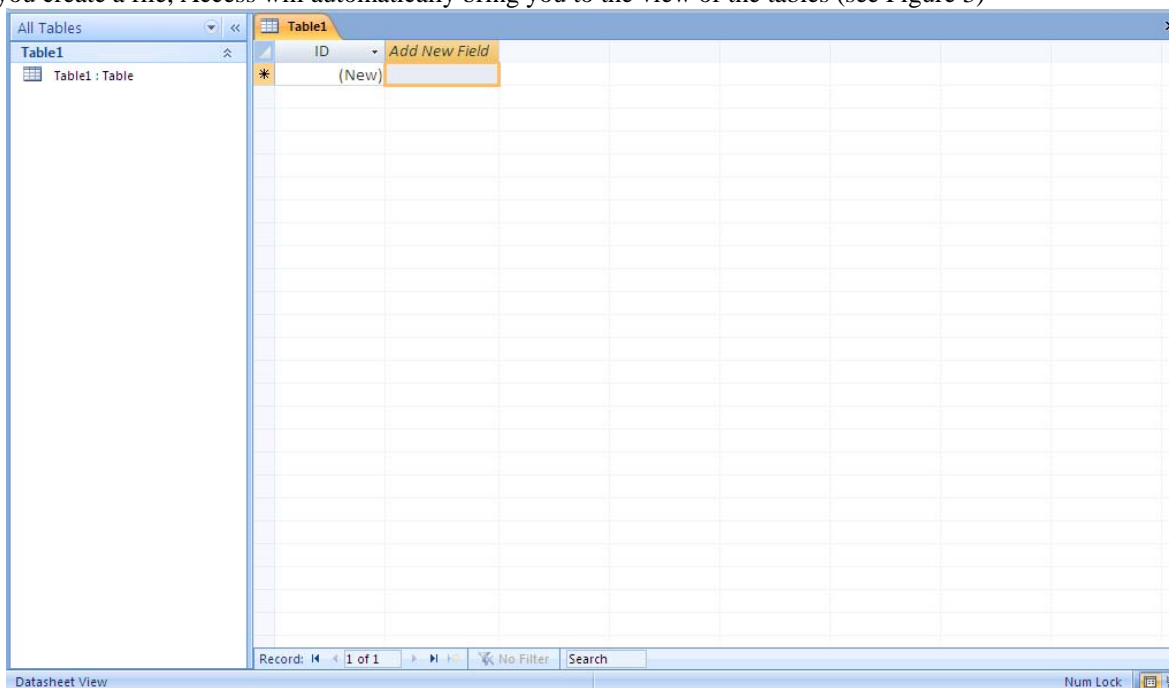 you create a file, Access will automatically bring you to the view of the tables (see Figure 3)
All Tables
Table1
Table1
ID
Add New Field
Table1 : Table
(New)
Record: 1 of 1
No Filter
Search
Datasheet View
Num Lock